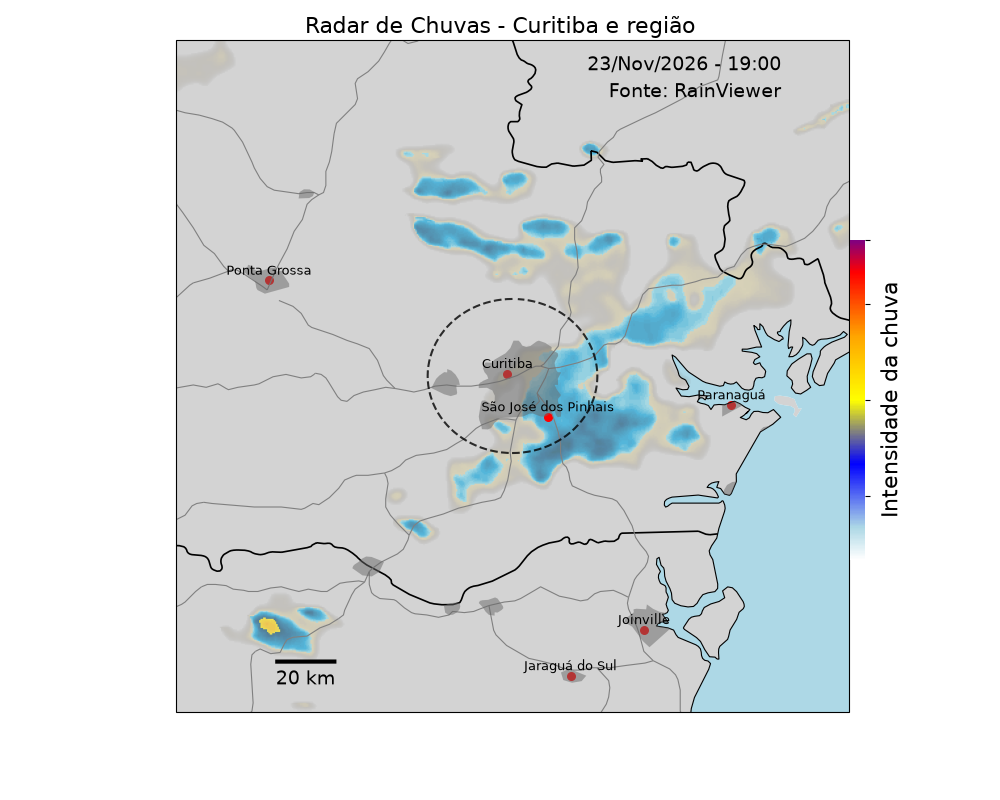 Radar de Chuvas - Curitiba e região
23/Nov/2026 - 19:00
Fonte: RainViewer
Ponta Grossa
Curitiba
Paranaguá
São José dos Pinhais
Intensidade da chuva
Joinville
Jaraguá do Sul
20 km